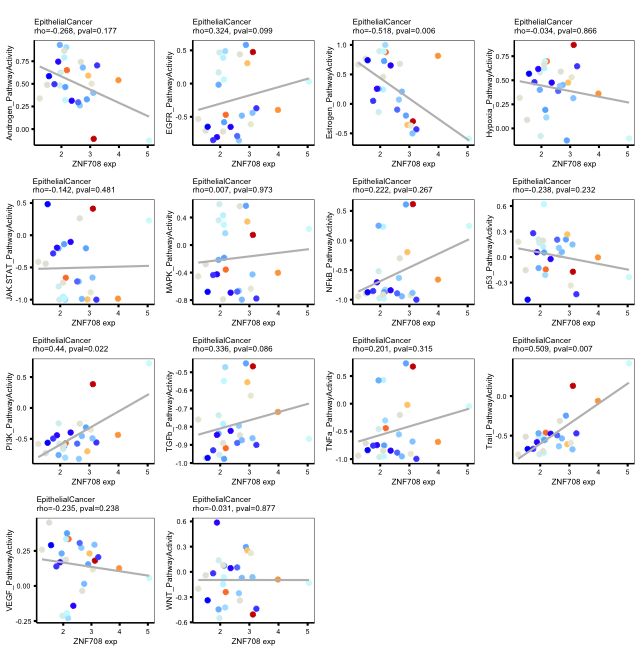 EpithelialCancer
rho=-0.268, pval=0.177
Androgen_PathwayActivity
0.75
0.50
0.25
0.00
2
3
4
5
ZNF708 exp
EpithelialCancer
rho=0.324, pval=0.099
EGFR_PathwayActivity
0.5
0.0
-0.5
2
3
4
5
ZNF708 exp
EpithelialCancer
rho=-0.518, pval=0.006
Estrogen_PathwayActivity
1.0
0.5
0.0
-0.5
2
3
4
5
ZNF708 exp
EpithelialCancer
rho=-0.034, pval=0.866
Hypoxia_PathwayActivity
0.75
0.50
0.25
0.00
2
3
4
5
ZNF708 exp
EpithelialCancer
rho=-0.142, pval=0.481
JAK-STAT_PathwayActivity
0.5
0.0
-0.5
-1.0
2
3
4
5
ZNF708 exp
EpithelialCancer
rho=0.007, pval=0.973
MAPK_PathwayActivity
0.4
0.0
-0.4
-0.8
2
3
4
5
ZNF708 exp
EpithelialCancer
rho=0.222, pval=0.267
NFkB_PathwayActivity
0.5
0.0
-0.5
-1.0
2
3
4
5
ZNF708 exp
EpithelialCancer
rho=-0.238, pval=0.232
p53_PathwayActivity
0.6
0.3
0.0
-0.3
2
3
4
5
ZNF708 exp
EpithelialCancer
rho=0.44, pval=0.022
PI3K_PathwayActivity
0.5
0.0
-0.5
2
3
4
5
ZNF708 exp
EpithelialCancer
rho=0.336, pval=0.086
TGFb_PathwayActivity
-0.5
-0.6
-0.7
-0.8
-0.9
-1.0
2
3
4
5
ZNF708 exp
EpithelialCancer
rho=0.201, pval=0.315
TNFa_PathwayActivity
0.5
0.0
-0.5
-1.0
2
3
4
5
ZNF708 exp
EpithelialCancer
rho=0.509, pval=0.007
Trail_PathwayActivity
0.0
-0.5
2
3
4
5
ZNF708 exp
EpithelialCancer
rho=-0.235, pval=0.238
VEGF_PathwayActivity
0.25
0.00
-0.25
2
3
4
5
ZNF708 exp
EpithelialCancer
rho=-0.031, pval=0.877
WNT_PathwayActivity
0.6
0.3
0.0
-0.3
-0.6
2
3
4
5
ZNF708 exp